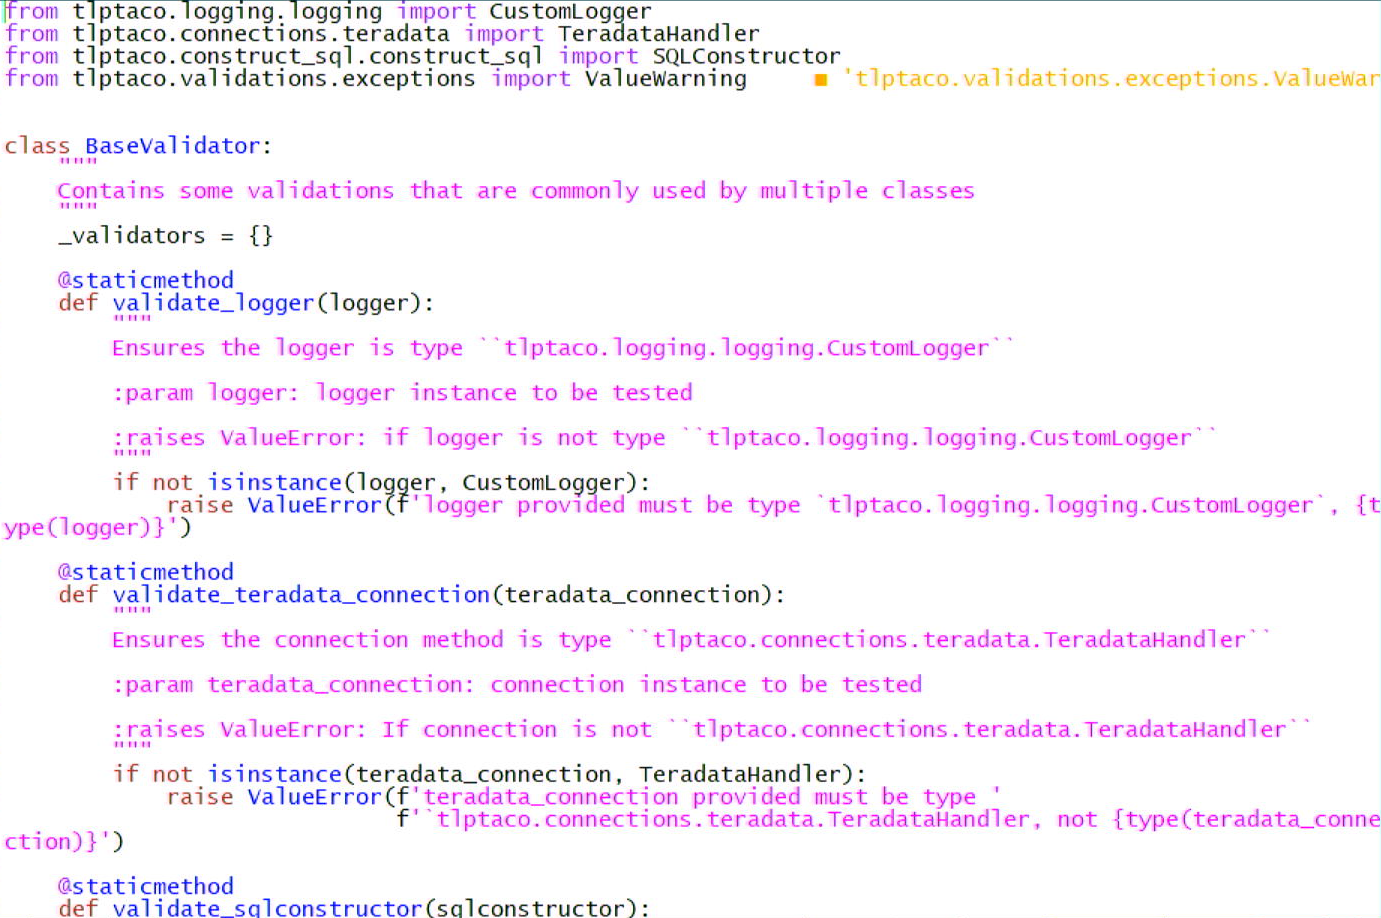 from tlptaco.logging.logging import CustomLogger
from tlptaco.connections.teradata import TeradataHandler
from tlptaco.construct_sql.construct_sql import SQLConstructor
from tlptaco.validations.exceptions import ValueWarning     ■ 'tlptaco.validations.exceptions.ValueWar
class BaseValidator:
    """
    Contains some validations that are commonly used by multiple classes
    """
    _validators = {}
    @staticmethod
    def validate_logger(logger):
        """
        Ensures the logger is type ``tlptaco.logging.logging.CustomLogger``
        :param logger: logger instance to be tested
        :raises ValueError: if logger is not type ``tlptaco.logging.logging.CustomLogger``
        """
        if not isinstance(logger, CustomLogger):
            raise ValueError(f'logger provided must be type `tlptaco.logging.logging.CustomLogger`, {t
ype(logger)}')
    @staticmethod
    def validate_teradata_connection(teradata_connection):
        """
        Ensures the connection method is type ``tlptaco.connections.teradata.TeradataHandler``
        :param teradata_connection: connection instance to be tested
        :raises ValueError: If connection is not ``tlptaco.connections.teradata.TeradataHandler``
        """
        if not isinstance(teradata_connection, TeradataHandler):
            raise ValueError(f'teradata_connection provided must be type '
                             f'`tlptaco.connections.teradata.TeradataHandler, not {type(teradata_conne
ction)}')
    @staticmethod
    def validate_sqlconstructor(sqlconstructor):